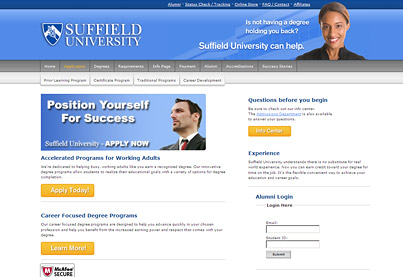 Alumni Status Check / Tracking Online Store FAQ / Contact Affiliates
SUFFIELD
UNIVERSITY
Is not having a degree
holding you back?
Suffield University can help.
Home Application Degrees Requirements Info Page Payment Alumni Accreditations Success Stories
Prior Learning Program Certificate Program Traditional Programs Career Development
Position Yourself
For Success
Suffield University - APPLY NOW
Accelerated Programs for Working Adults
We're dedicated to helping busy, working adults like you earn a recognized degree. Our innovative
degree programs allow students to realize their educational goals with a variety of options for degree
completion.
Apply Today!
Career Focused Degree Programs
Our career focused degree programs are designed to help you advance quickly in your chosen
profession and help you benefit from the increased earning power and respect that comes with your
degree.
Learn More!
McAfee
SECURE
Questions before you begin
Be sure to check out our info center.
The Admissions Department is also available
to answer your questions.
Info Center
Experience
Suffield University understands there is no substitute for real
world experience. Now you can earn credit toward your degree for
time on the job. It's the flexible convenient way to achieve your
education and career goals.
Alumni Login
Login Here
Email:
Student ID:
Submit